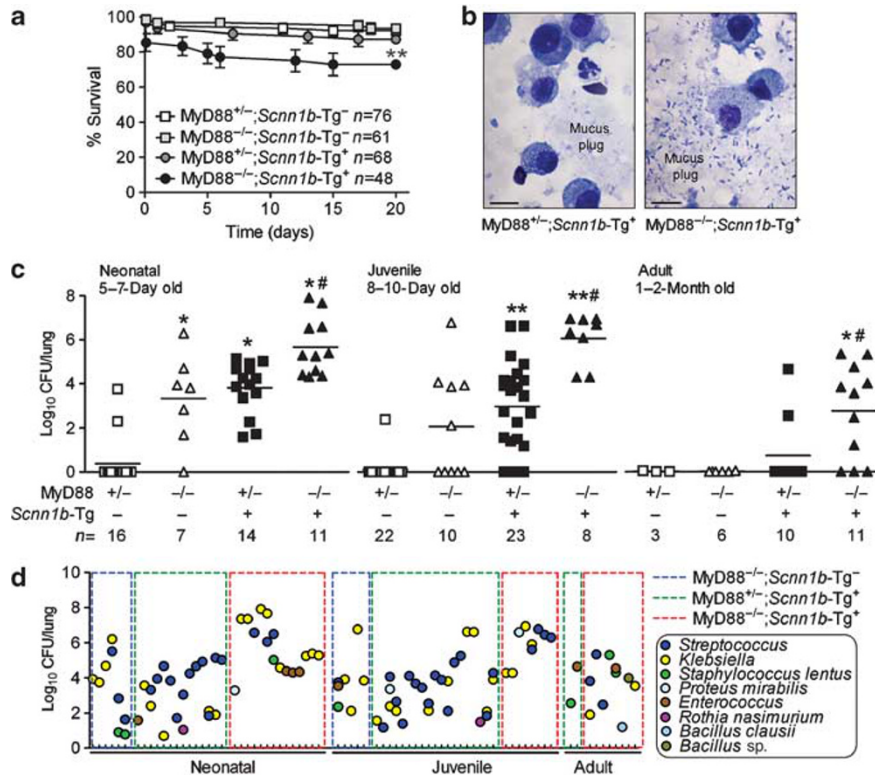 a
% Survival
100
80
60
40
20
0
**
MyD88+/−;Scnn1b-Tg− n=76
MyD88−/−;Scnn1b-Tg− n=61
MyD88+/−;Scnn1b-Tg+ n=68
MyD88−/−;Scnn1b-Tg+ n=48
0 5 10 15 20
Time (days)
b
Mucus
plug
Mucus
plug
MyD88+/−;Scnn1b-Tg+ MyD88−/−;Scnn1b-Tg+
c
Neonatal
5–7-Day old
Juvenile
8–10-Day old
Adult
1–2-Month old
Log10 CFU/lung
8
6
4
2
0
* * *# ** **# *#
MyD88 +/− −/− +/− −/− +/− −/− +/− −/− +/− −/− +/− −/−
Scnn1b-Tg − − + + − − + + − − + +
n= 16 7 14 11 22 10 23 8 3 6 10 11
d
Log10 CFU/lung
10
8
6
4
2
0
Neonatal Juvenile Adult
MyD88−/−;Scnn1b-Tg−
MyD88+/−;Scnn1b-Tg+
MyD88−/−;Scnn1b-Tg+
Streptococcus
Klebsiella
Staphylococcus lentus
Proteus mirabilis
Enterococcus
Rothia nasimurium
Bacillus clausii
Bacillus sp.